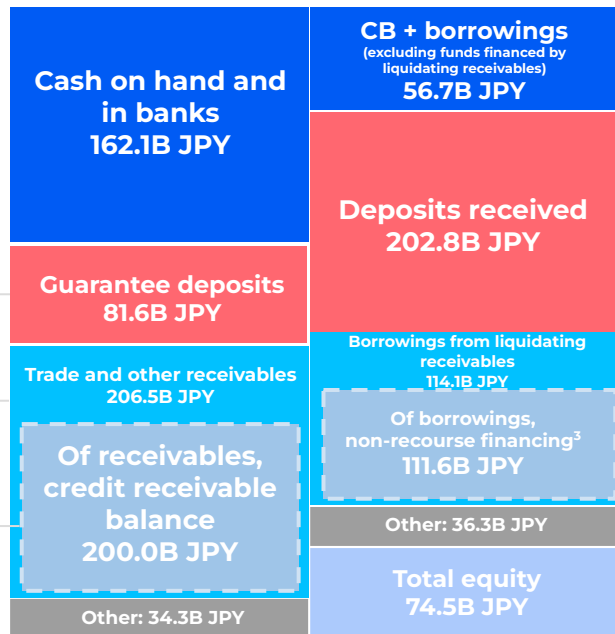 Cash on hand and
in banks
162.1B JPY
Guarantee deposits
81.6B JPY
Trade and other receivables
206.5B JPY
Of receivables,
credit receivable
balance
200.0B JPY
Other: 34.3B JPY
CB + borrowings
(excluding funds financed by
liquidating receivables)
56.7B JPY
Deposits received
202.8B JPY
Borrowings from liquidating
receivables
114.1B JPY
Of borrowings,
non-recourse financing³
111.6B JPY
Other: 36.3B JPY
Total equity
74.5B JPY